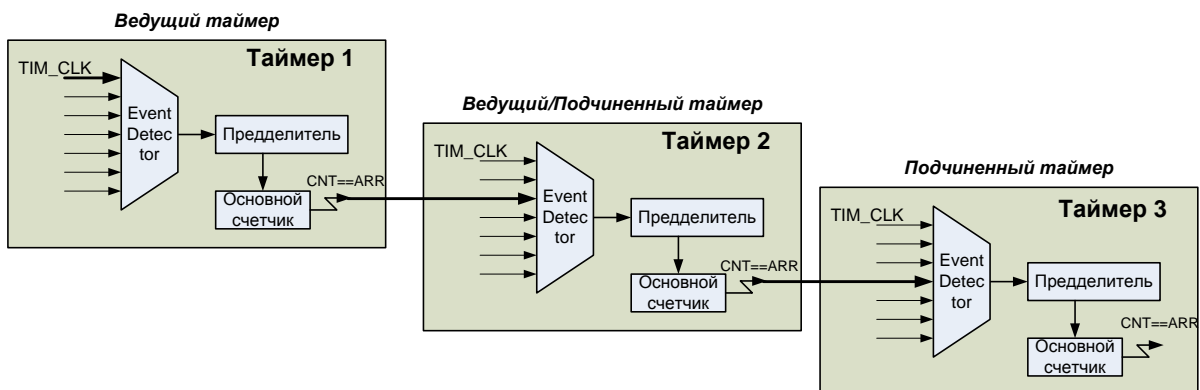 Ведущий таймер
Таймер 1
TIM_CLK
Event
Detec
tor
Предделитель
CNT==ARR
Основной
счетчик
Ведущий/Подчиненный таймер
Таймер 2
TIM_CLK
Event
Detec
tor
Предделитель
CNT==ARR
Основной
счетчик
Подчиненный таймер
Таймер 3
TIM_CLK
Event
Detec
tor
Предделитель
CNT==ARR
Основной
счетчик